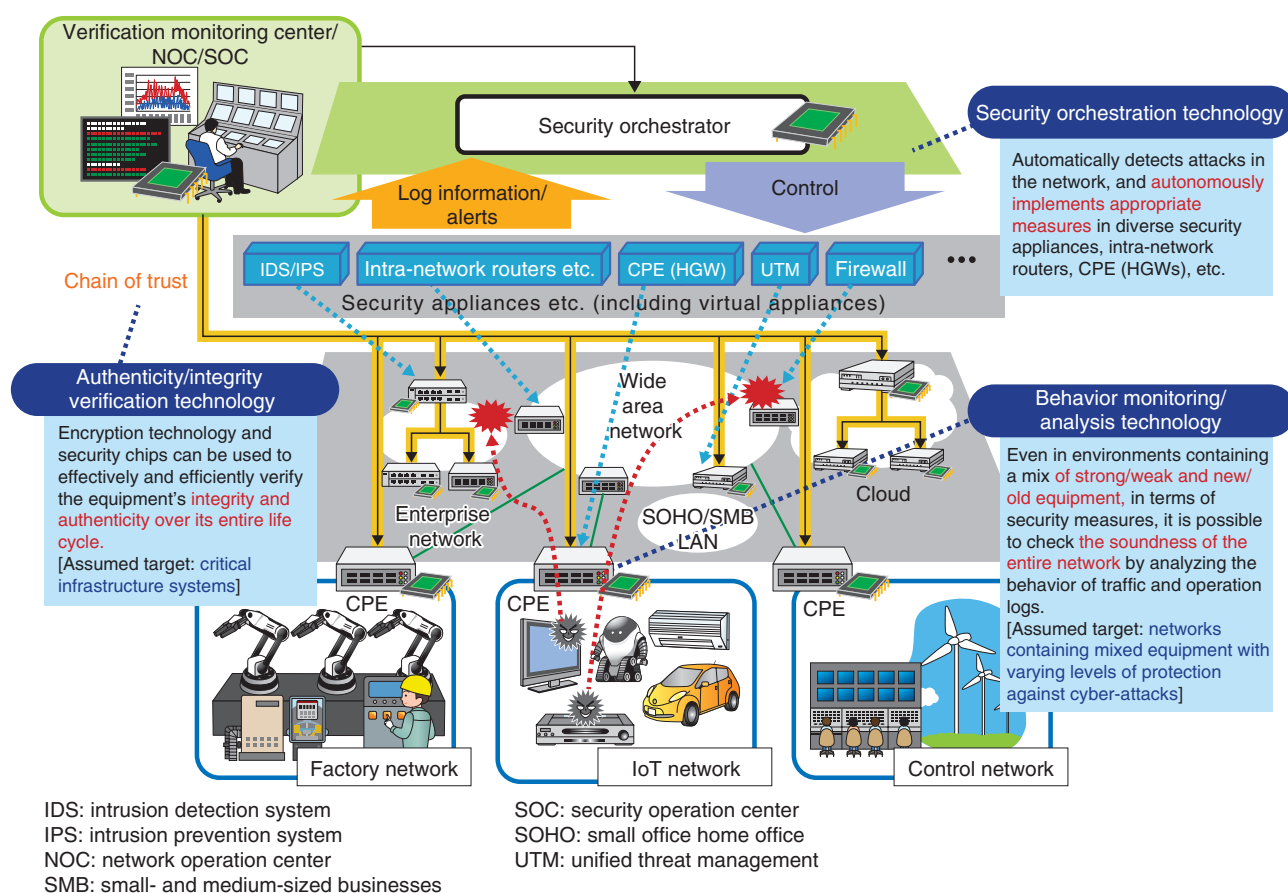 Verification monitoring center/
NOC/SOC
Security orchestrator
Log information/
alerts
Control
Security orchestration technology
Automatically detects attacks in
the network, and autonomously
implements appropriate
measures in diverse security
appliances, intra-network
routers, CPE (HGWs), etc.
IDS/IPS
Intra-network routers etc.
CPE (HGW)
UTM
Firewall
•••
Security appliances etc. (including virtual appliances)
Chain of trust
Authenticity/integrity
verification technology
Encryption technology and
security chips can be used to
effectively and efficiently verify
the equipment’s integrity and
authenticity over its entire life
cycle.
[Assumed target: critical
infrastructure systems]
Wide
area
network
Enterprise
network
SOHO/SMB
LAN
Cloud
Behavior monitoring/
analysis technology
Even in environments containing
a mix of strong/weak and new/
old equipment, in terms of
security measures, it is possible
to check the soundness of the
entire network by analyzing the
behavior of traffic and operation
logs.
[Assumed target: networks
containing mixed equipment with
varying levels of protection
against cyber-attacks]
CPE
CPE
CPE
Factory network
IoT network
Control network
IDS: intrusion detection system
IPS: intrusion prevention system
NOC: network operation center
SMB: small- and medium-sized businesses
SOC: security operation center
SOHO: small office home office
UTM: unified threat management